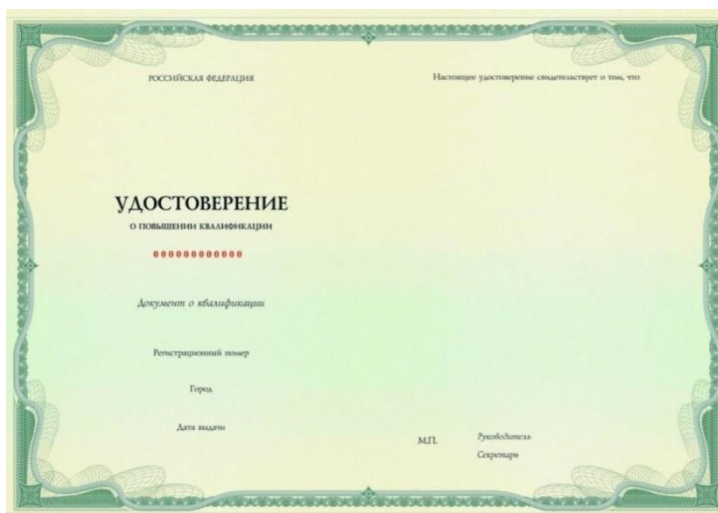 РОССИЙСКАЯ ФЕДЕРАЦИЯ
УДОСТОВЕРЕНИЕ
О ПОВЫШЕНИИ КВАЛИФИКАЦИИ
000000000000
Документ о квалификации
Регистрационный номер
Город
Дата выдачи
Настоящее удостоверение свидетельствует о том, что
М.П.
Руководитель
Секретарь